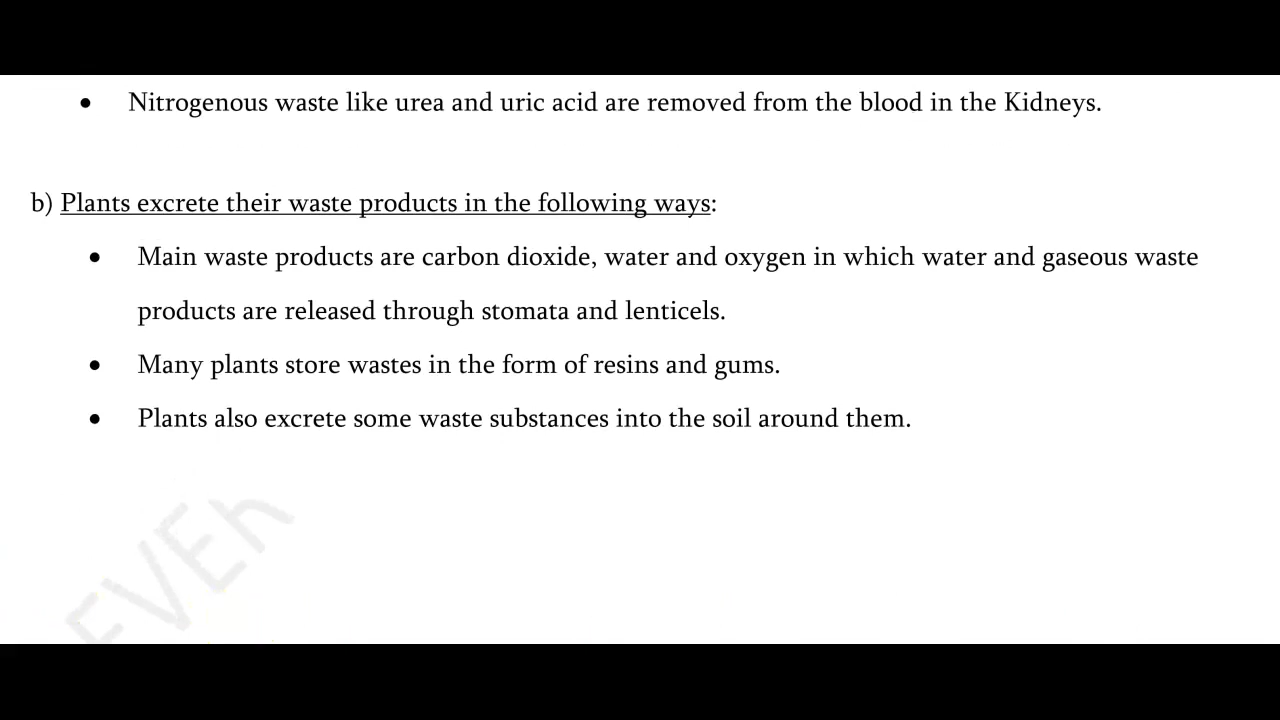 • Nitrogenous waste like urea and uric acid are removed from the blood in the Kidneys.
b) Plants excrete their waste products in the following ways:
• Main waste products are carbon dioxide, water and oxygen in which water and gaseous waste
products are released through stomata and lenticels.
• Many plants store wastes in the form of resins and gums.
• Plants also excrete some waste substances into the soil around them.